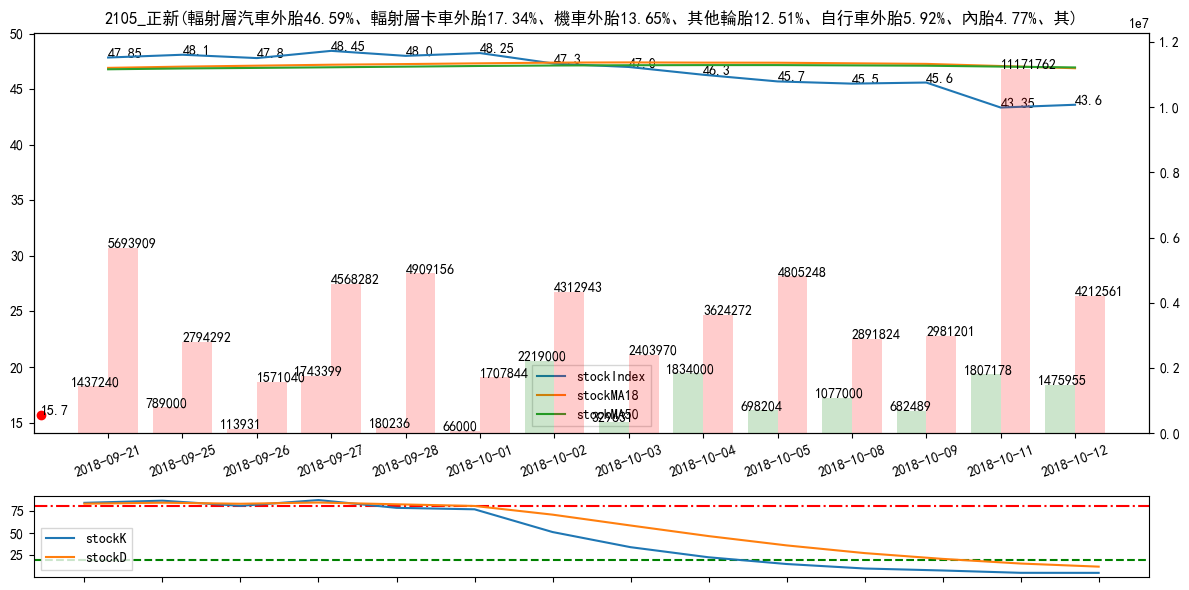 2105_正新(輻射層汽車外胎46.59%、輻射層卡車外胎17.34%、機車外胎13.65%、其他輪胎12.51%、自行車外胎5.92%、內胎4.77%、其)
1e7
50 45 40 35 30 25 20 15
1.2 1.0 0.8 0.6 0.4 0.2 0.0
47.85 48.1 47.8 48.45 48.0 48.25 47.3 47.0 46.3 45.7 45.5 45.6 43.35 43.6
15.7
5693909 2794292 1571040 4568282 4909156 1707844 4312943 2403970 3624272 4805248 2891824 2981201 11171762 4212561
1437240 789000 113931 1743399 180236 66000 2219000 329631 1834000 698204 1077000 682489 1807178 1475955
stockIndex
stockMA18
stockMA50
2018-09-21 2018-09-25 2018-09-26 2018-09-27 2018-09-28 2018-10-01 2018-10-02 2018-10-03 2018-10-04 2018-10-05 2018-10-08 2018-10-09 2018-10-11 2018-10-12
75
50
25
stockK
stockD